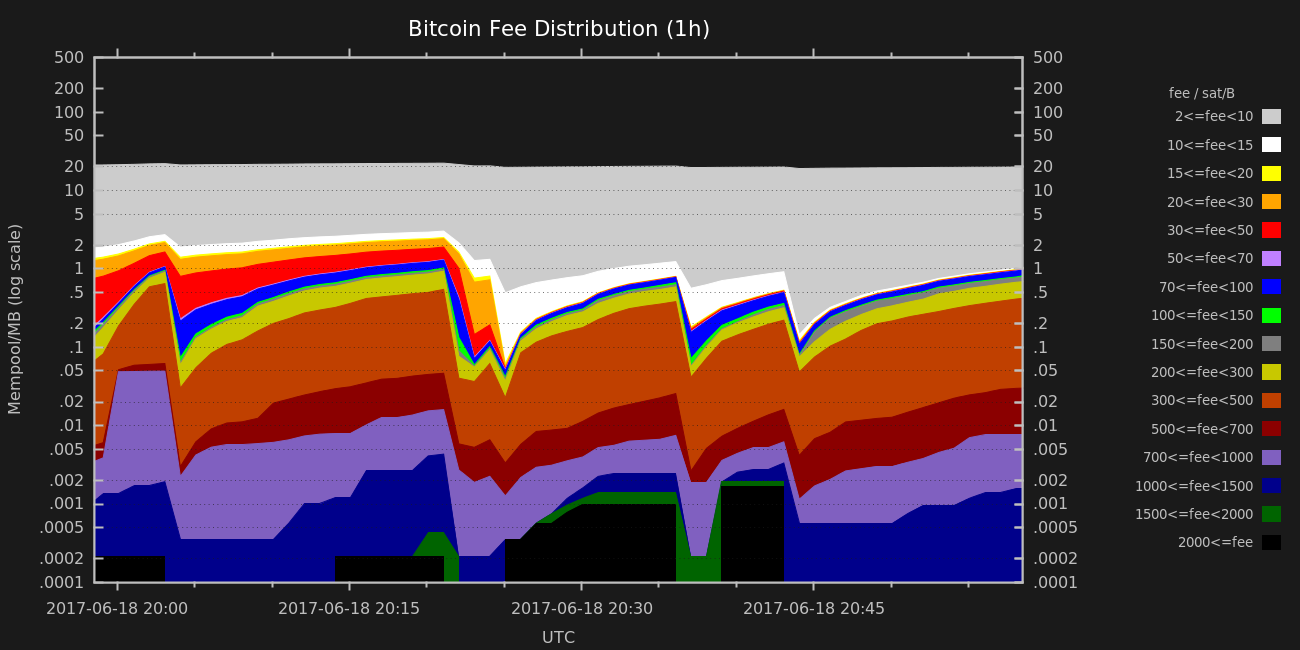 Bitcoin Fee Distribution (1h)
Mempool/MB (log scale)
500
200
100
50
20
10
5
2
1
.5
.2
.1
.05
.02
.01
.005
.002
.001
.0005
.0002
.0001
500
200
100
50
20
10
5
2
1
.5
.2
.1
.05
.02
.01
.005
.002
.001
.0005
.0002
.0001
fee / sat/B
2<=fee<10
10<=fee<15
15<=fee<20
20<=fee<30
30<=fee<50
50<=fee<70
70<=fee<100
100<=fee<150
150<=fee<200
200<=fee<300
300<=fee<500
500<=fee<700
700<=fee<1000
1000<=fee<1500
1500<=fee<2000
2000<=fee
2017-06-18 20:00 2017-06-18 20:15 2017-06-18 20:30 2017-06-18 20:45
UTC